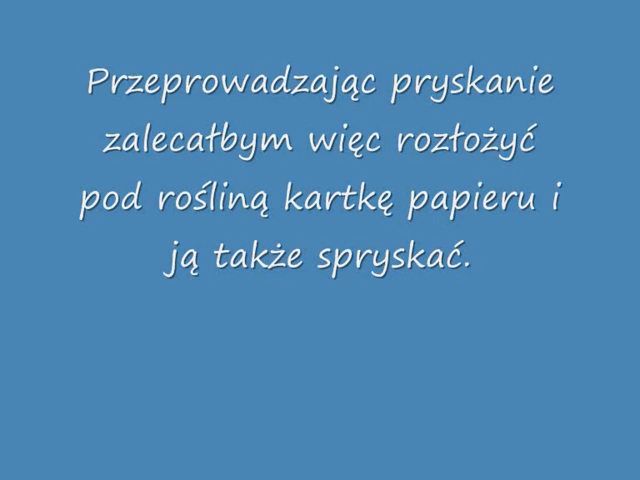 Przeprowadzając pryskanie
zalecałbym więc rozłożyć
pod rośliną kartkę papieru i
ją także spryskać.